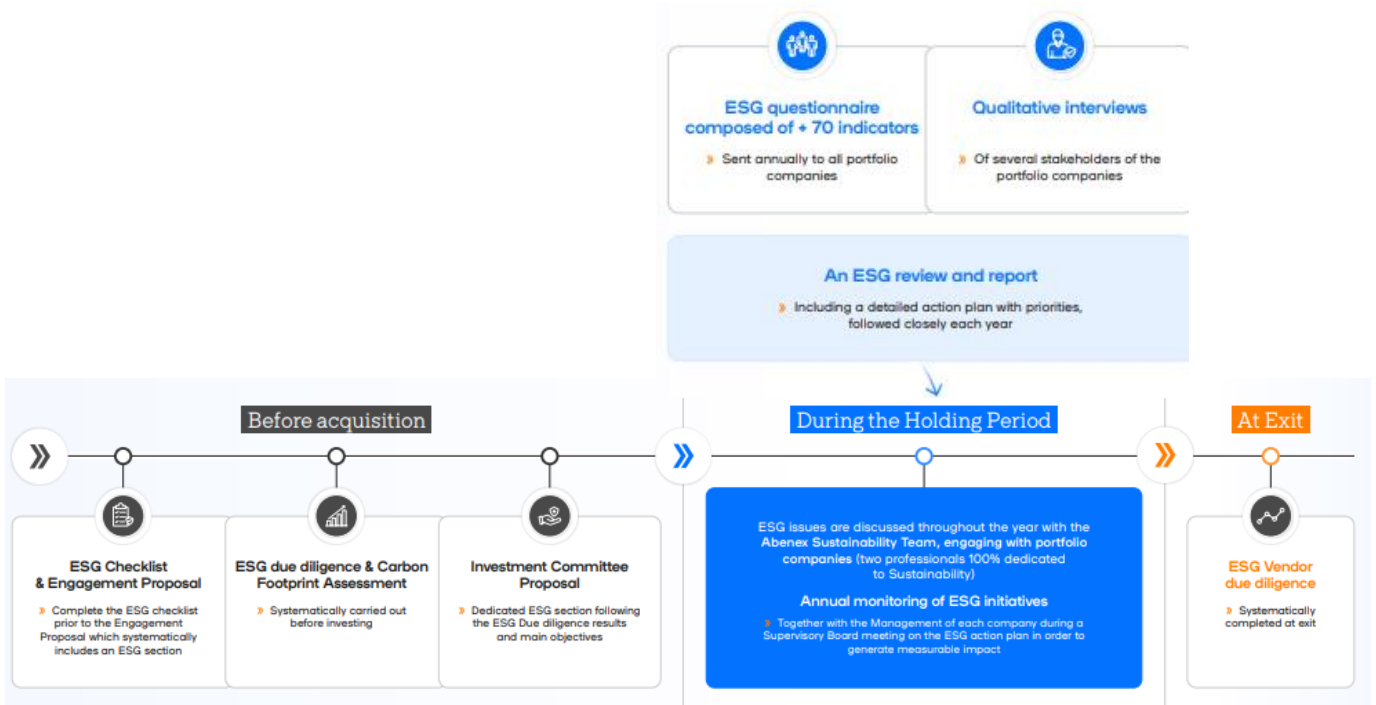 ESG questionnaire
composed of + 70 indicators
» Sent annually to all portfolio
companies
Qualitative interviews
» Of several stakeholders of the
portfolio companies
An ESG review and report
» Including a detailed action plan with priorities,
followed closely each year
Before acquisition
ESG Checklist
& Engagement Proposal
» Complete the ESG checklist
prior to the Engagement
Proposal which systematically
includes an ESG section
ESG due diligence & Carbon
Footprint Assessment
» Systematically carried out
before investing
Investment Committee
Proposal
» Dedicated ESG section following
the ESG Due diligence results
and main objectives
During the Holding Period
ESG issues are discussed throughout the year with the
Abenex Sustainability Team, engaging with portfolio
companies (two professionals 100% dedicated
to Sustainability)
Annual monitoring of ESG initiatives
» Together with the Management of each company during a
Supervisory Board meeting on the ESG action plan in order to
generate measurable impact
At Exit
ESG Vendor
due diligence
» Systematically
completed at exit